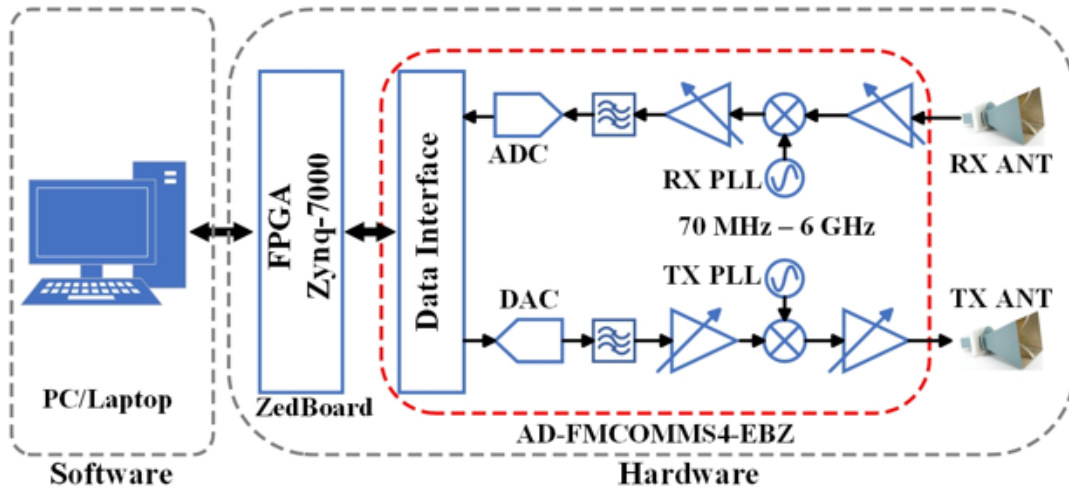 PC/Laptop
Software
FPGA
Zynq-7000
ZedBoard
Data Interface
ADC
RX PLL
RX ANT
70 MHz – 6 GHz
TX PLL
DAC
TX ANT
AD-FMCOMMS4-EBZ
Hardware